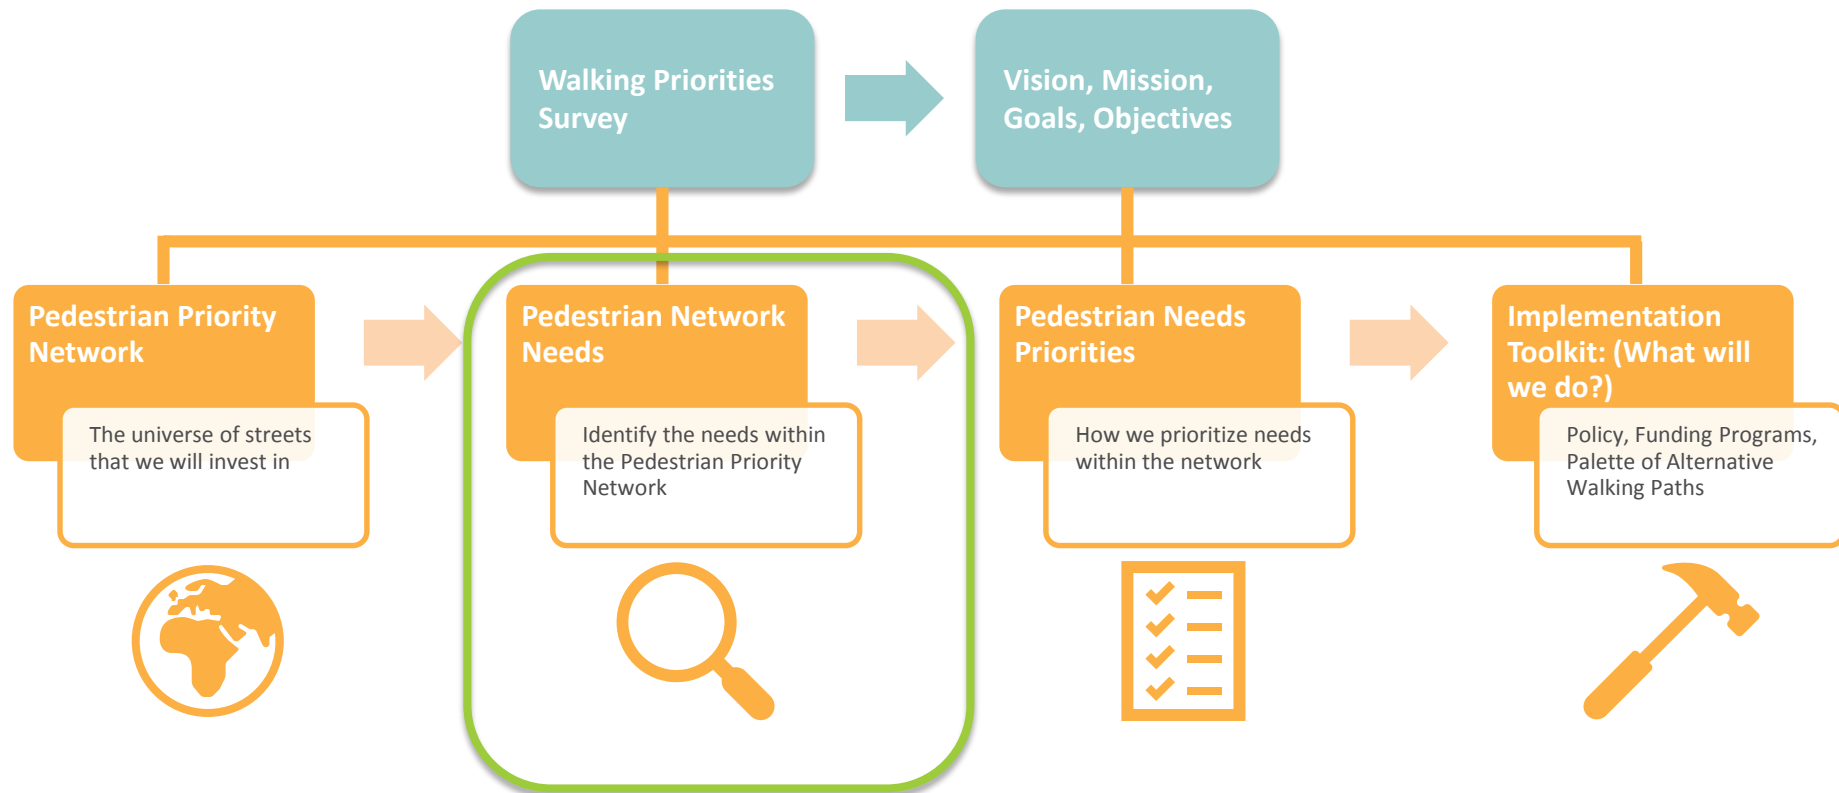 Walking Priorities
Survey
Vision, Mission,
Goals, Objectives
Pedestrian Priority
Network
The universe of streets
that we will invest in
Pedestrian Network
Needs
Identify the needs within
the Pedestrian Priority
Network
Pedestrian Needs
Priorities
How we prioritize needs
within the network
Implementation
Toolkit: (What will
we do?)
Policy, Funding Programs,
Palette of Alternative
Walking Paths